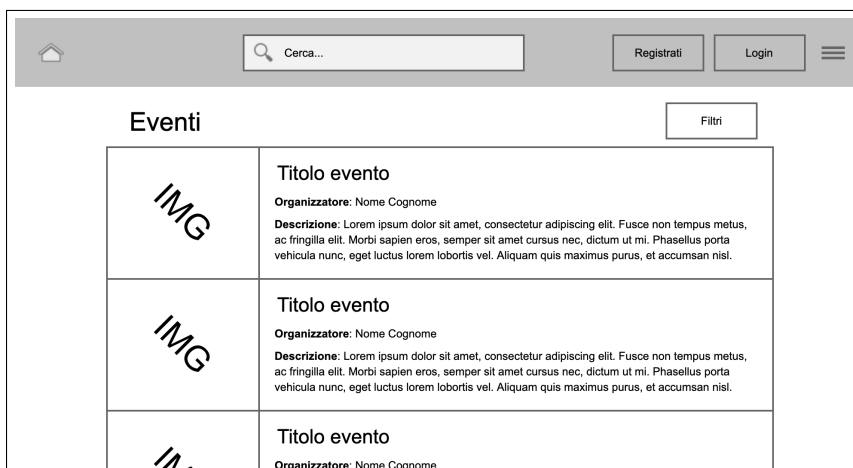 Cerca...
Registrati
Login
Eventi
Filtri
IMG
Titolo evento
Organizzatore: Nome Cognome
Descrizione: Lorem ipsum dolor sit amet, consectetur adipiscing elit. Fusce non tempus metus,
ac fringilla elit. Morbi sapien eros, semper sit amet cursus nec, dictum ut mi. Phasellus porta
vehicula nunc, eget luctus lorem lobortis vel. Aliquam quis maximus purus, et accumsan nisl.
IMG
Titolo evento
Organizzatore: Nome Cognome
Descrizione: Lorem ipsum dolor sit amet, consectetur adipiscing elit. Fusce non tempus metus,
ac fringilla elit. Morbi sapien eros, semper sit amet cursus nec, dictum ut mi. Phasellus porta
vehicula nunc, eget luctus lorem lobortis vel. Aliquam quis maximus purus, et accumsan nisl.
Titolo evento
Organizzatore: Nome Cognome